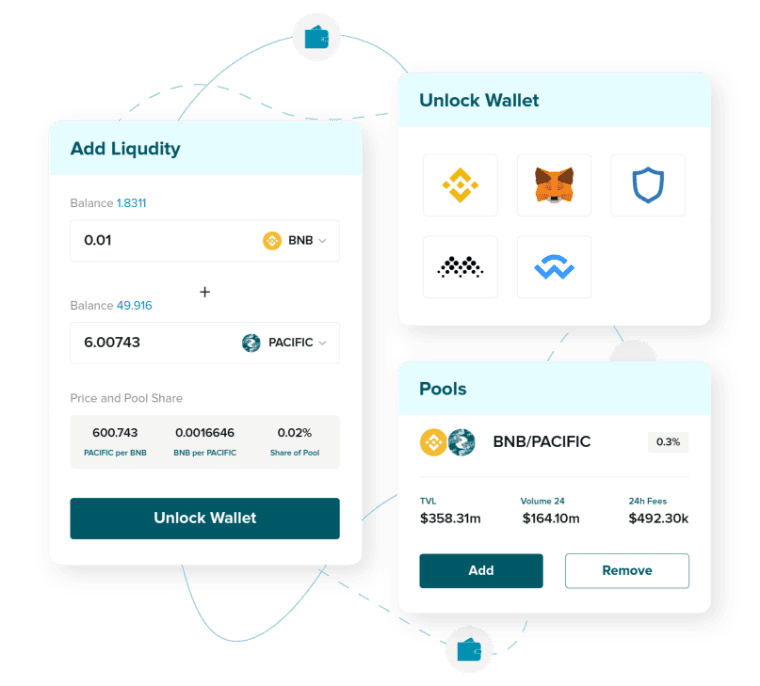 Add Liqudity
Balance 1.8311
0.01 BNB
+
Balance 49.916
6.00743 PACIFIC
Price and Pool Share
600.743 0.0016646 0.02%
PACIFIC per BNB BNB per PACIFIC Share of Pool
Unlock Wallet
Unlock Wallet
Pools
BNB/PACIFIC 0.3%
TVL Volume 24 24h Fees
$358.31m $164.10m $492.30k
Add Remove